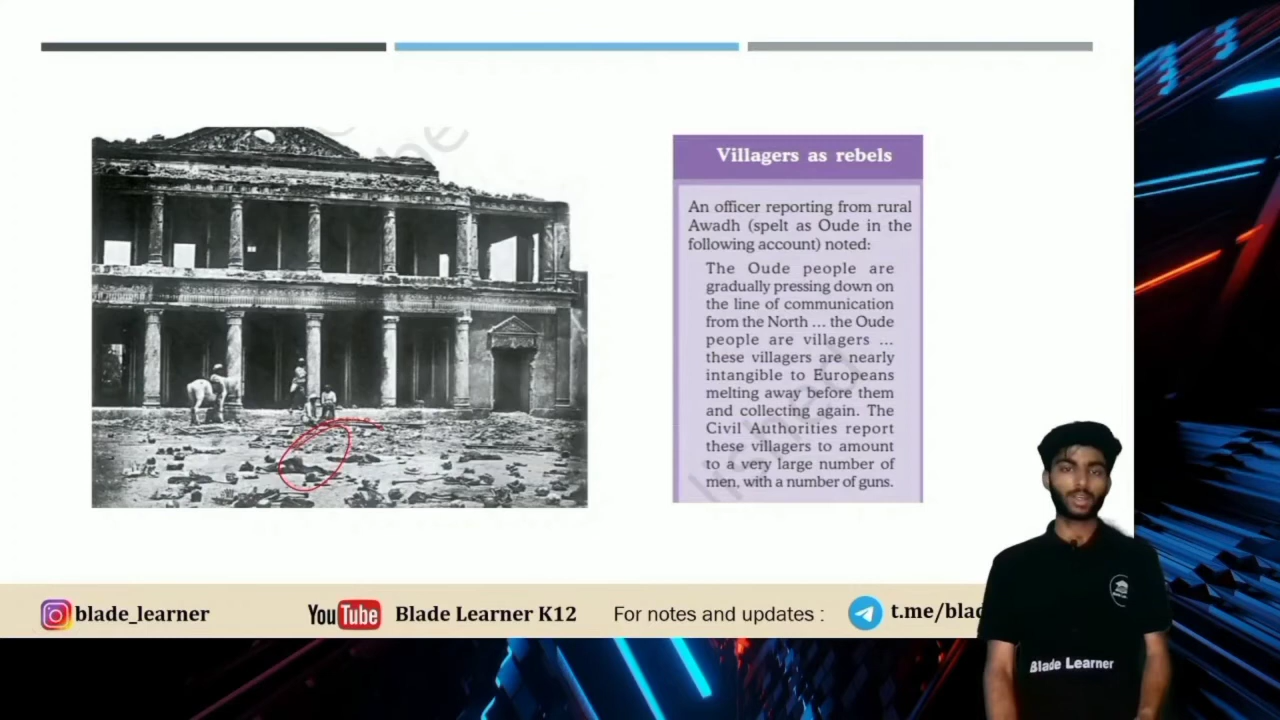 Villagers as rebels
An officer reporting from rural
Awadh (spelt as Oude in the
following account) noted:
The Oude people are
gradually pressing down on
the line of communication
from the North ... the Oude
people are villagers ...
these villagers are nearly
intangible to Europeans
melting away before them
and collecting again. The
Civil Authorities report
these villagers to amount
to a very large number of
men, with a number of guns.
blade_learner
YouTube Blade Learner K12
For notes and updates :
t.me/blad
Blade Learner